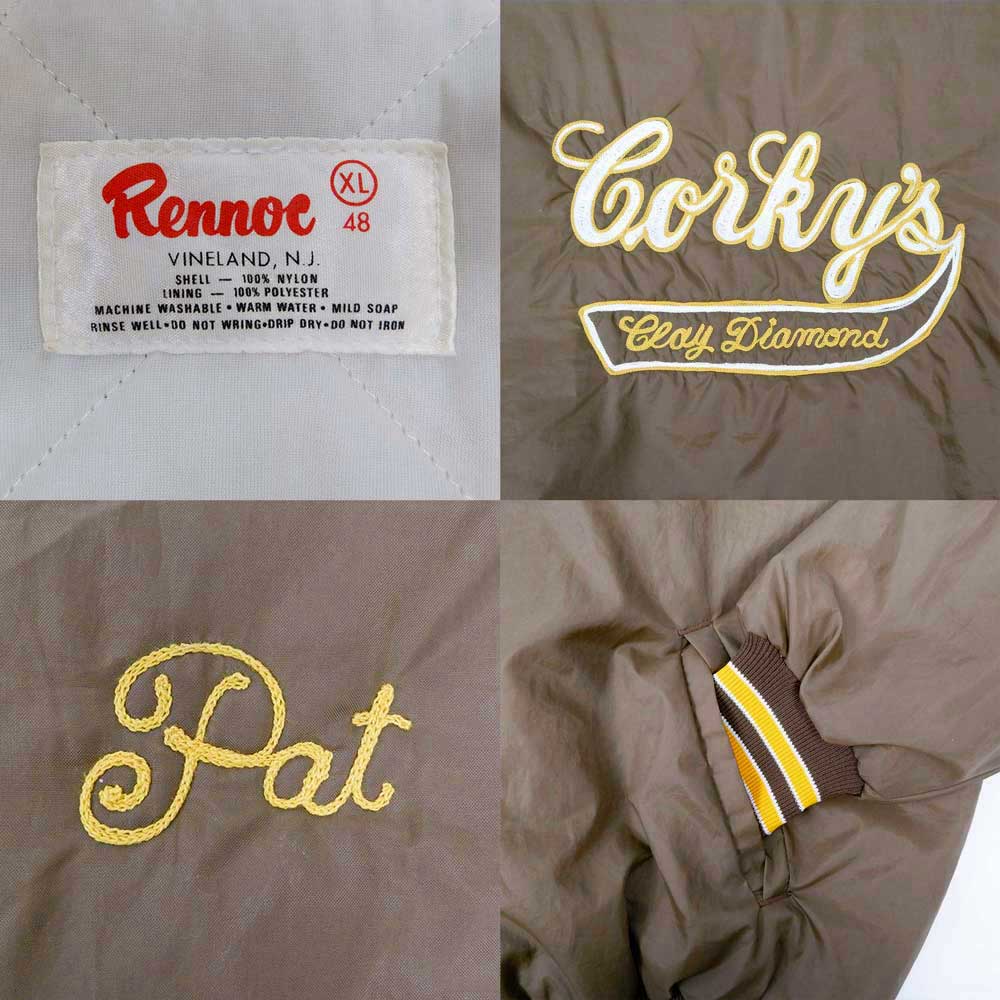 Rennoc
XL
48
VINELAND, N.J.
SHELL — 100% NYLON
LINING — 100% POLYESTER
MACHINE WASHABLE • WARM WATER • MILD SOAP
RINSE WELL • DO NOT WRING • DRIP DRY • DO NOT IRON
Corky's
Clay Diamond
Pat